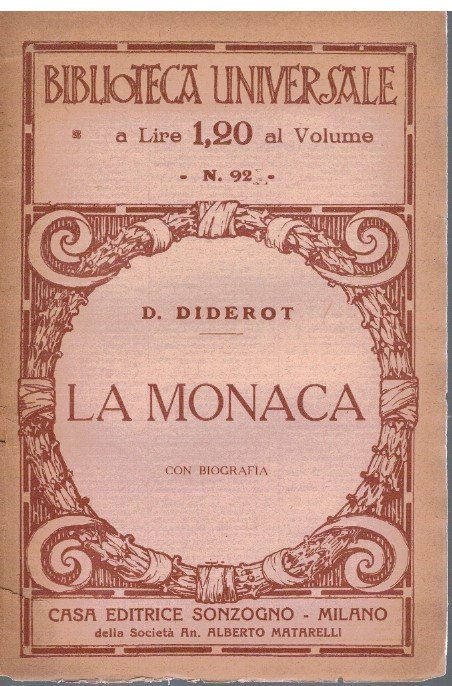 BIBLIOTECA UNIVERSALE
a Lire 1,20 al Volume
- N. 92 -
D. DIDEROT
LA MONACA
CON BIOGRAFIA
CASA EDITRICE SONZOGNO - MILANO
della Società An. ALBERTO MATARELLI